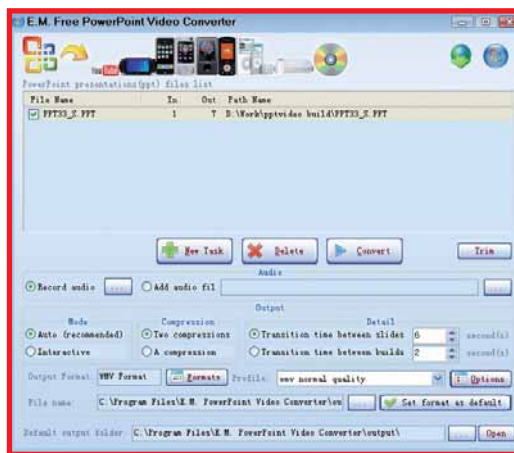 E.M. Free PowerPoint Video Converter
YouTube
PowerPoint presentations(ppt) files list
File Name In Out Path Name
PPT33_X.PPT 1 7 D:\Work\pptvideo build\PPT33_X.PPT
New Task Delete Convert Trim
Audio
Record audio ... Add audio fil ...
Output
Mode Compression Detail
Auto (recommended) Two compressions Transition time between slides 6 second(s)
Interactive A compression Transition time between builds 2 second(s)
Output Format: WMV Format Formats Profile: wmv normal quality Options
File name: C:\Program Files\E.M. PowerPoint Video Converter\ou ... Set format as default
Default output folder C:\Program Files\E.M. PowerPoint Video Converter\output\ ... Open